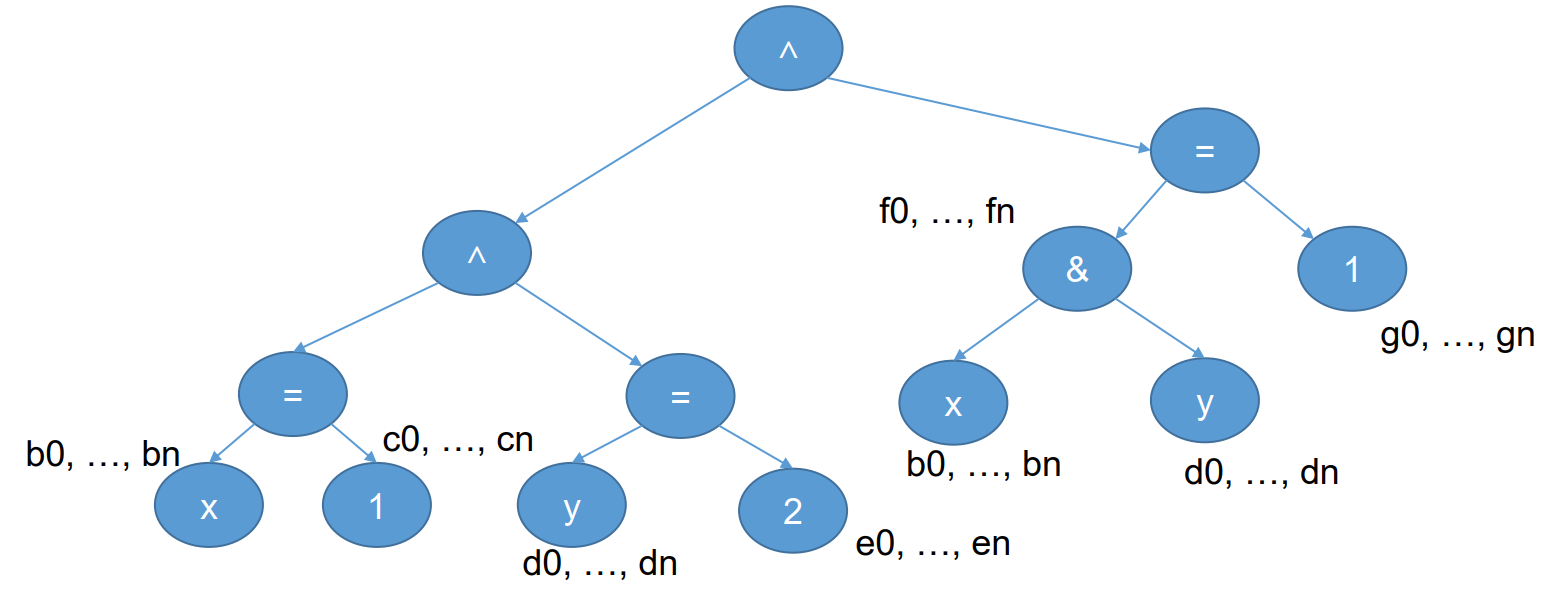 ^
=
f0, …, fn
^
&
1
g0, …, gn
=
=
x
y
b0, …, bn
c0, …, cn
b0, …, bn
d0, …, dn
x
1
y
2
d0, …, dn
e0, …, en